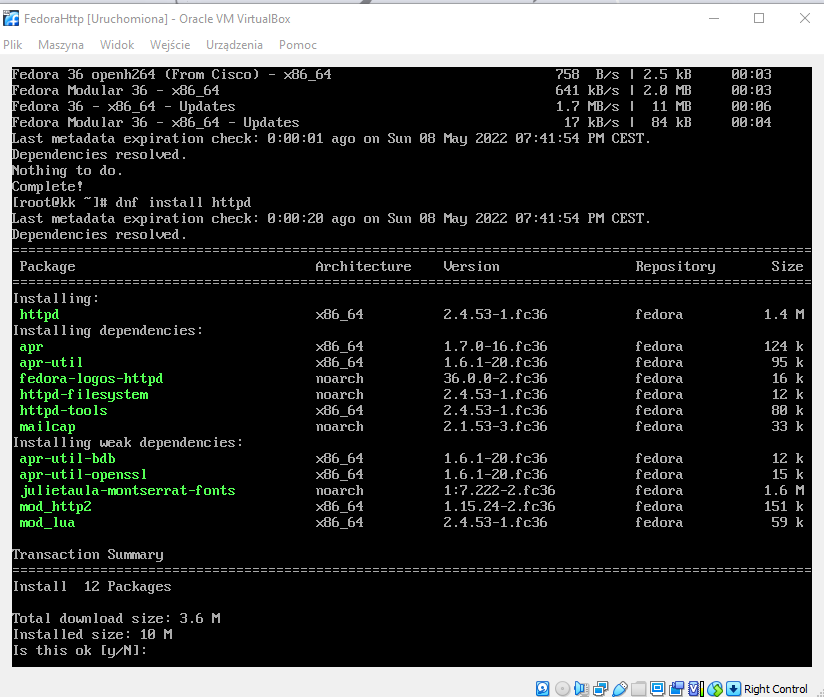 FedoraHttp [Uruchomiona] - Oracle VM VirtualBox
Plik Maszyna Widok Wejście Urządzenia Pomoc
Fedora 36 openh264 (From Cisco) - x86_64 758 B/s | 2.5 kB 00:03
Fedora Modular 36 - x86_64 641 kB/s | 2.0 MB 00:03
Fedora 36 - x86_64 - Updates 1.7 MB/s | 11 MB 00:06
Fedora Modular 36 - x86_64 - Updates 17 kB/s | 84 kB 00:04
Last metadata expiration check: 0:00:01 ago on Sun 08 May 2022 07:41:54 PM CEST.
Dependencies resolved.
Nothing to do.
Complete!
[root@kk ~]# dnf install httpd
Last metadata expiration check: 0:00:20 ago on Sun 08 May 2022 07:41:54 PM CEST.
Dependencies resolved.
================================================================================
Package Architecture Version Repository Size
================================================================================
Installing:
httpd x86_64 2.4.53-1.fc36 fedora 1.4 M
Installing dependencies:
apr x86_64 1.7.0-16.fc36 fedora 124 k
apr-util x86_64 1.6.1-20.fc36 fedora 95 k
fedora-logos-httpd noarch 36.0.0-2.fc36 fedora 16 k
httpd-filesystem noarch 2.4.53-1.fc36 fedora 12 k
httpd-tools x86_64 2.4.53-1.fc36 fedora 80 k
mailcap noarch 2.1.53-3.fc36 fedora 33 k
Installing weak dependencies:
apr-util-bdb x86_64 1.6.1-20.fc36 fedora 12 k
apr-util-openssl x86_64 1.6.1-20.fc36 fedora 15 k
julietaula-montserrat-fonts noarch 1:7.222-2.fc36 fedora 1.6 M
mod_http2 x86_64 1.15.24-2.fc36 fedora 151 k
mod_lua x86_64 2.4.53-1.fc36 fedora 59 k
Transaction Summary
================================================================================
Install 12 Packages
Total download size: 3.6 M
Installed size: 10 M
Is this ok [y/N]:
Right Control